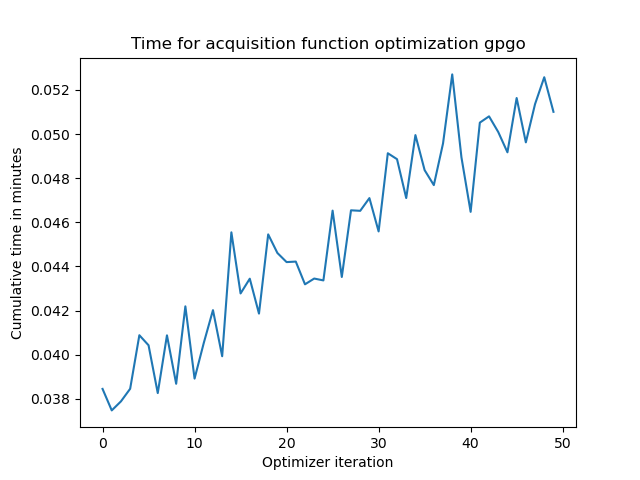 Time for acquisition function optimization gpgo
Cumulative time in minutes
0.052
0.050
0.048
0.046
0.044
0.042
0.040
0.038
0 10 20 30 40 50
Optimizer iteration